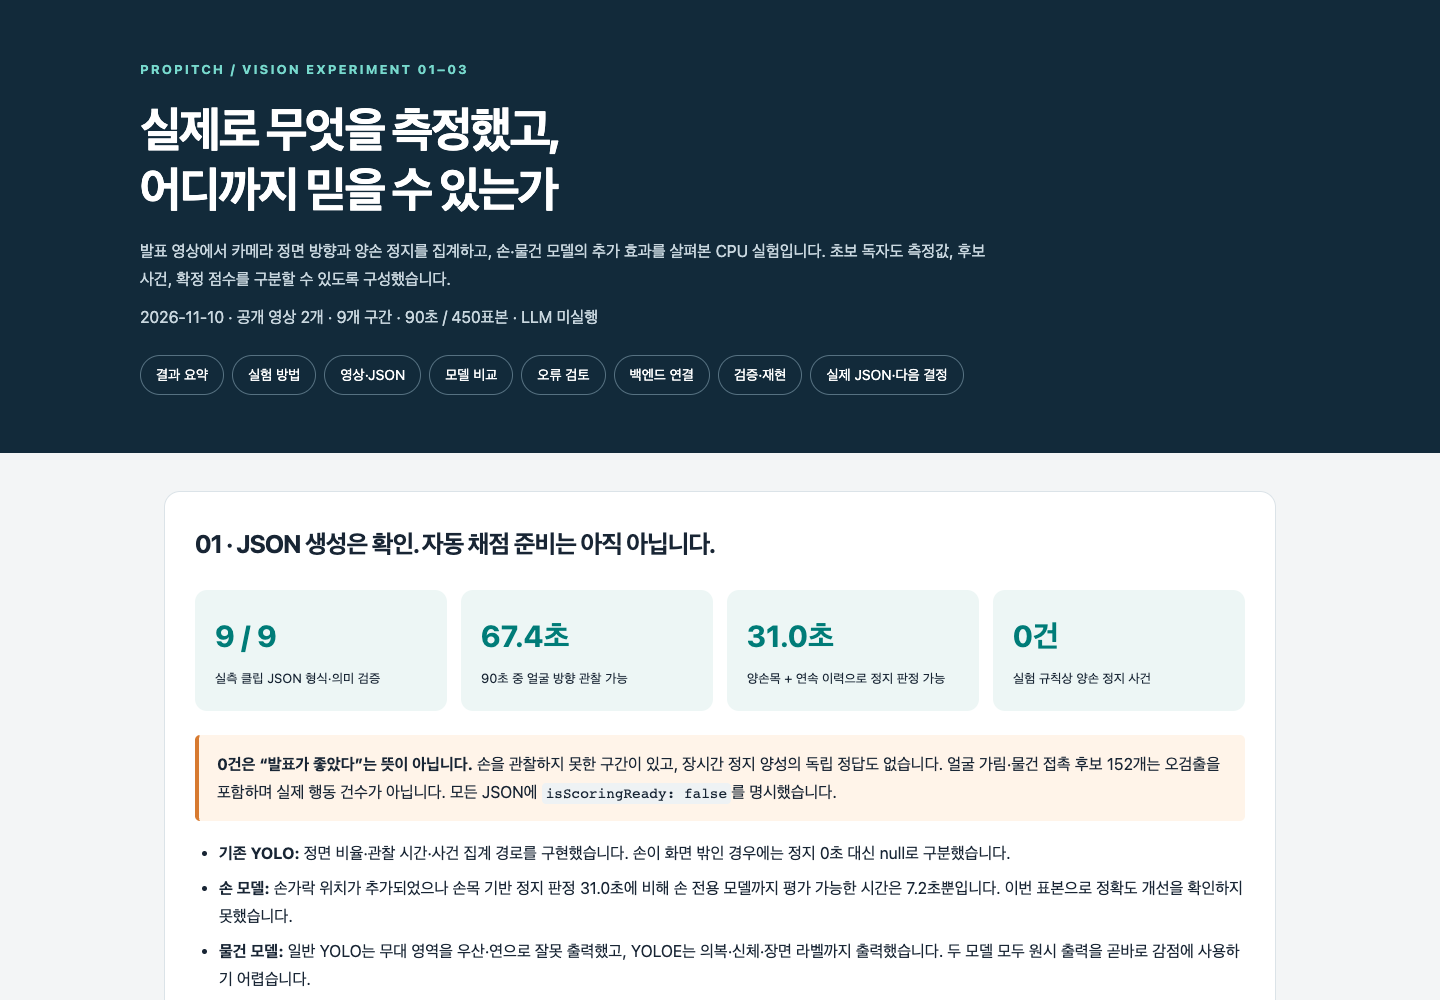 PROPITCH / VISION EXPERIMENT 01–03
실제로 무엇을 측정했고,
어디까지 믿을 수 있는가
발표 영상에서 카메라 정면 방향과 양손 정지를 집계하고, 손·물건 모델의 추가 효과를 살펴본 CPU 실험입니다. 초보 독자도 측정값, 후보
사건, 확정 점수를 구분할 수 있도록 구성했습니다.
2026-11-10 · 공개 영상 2개 · 9개 구간 · 90초 / 450표본 · LLM 미실행
결과 요약
실험 방법
영상·JSON
모델 비교
오류 검토
백엔드 연결
검증·재현
실제 JSON·다음 결정
01 · JSON 생성은 확인. 자동 채점 준비는 아직 아닙니다.
9 / 9
실측 클립 JSON 형식·의미 검증
67.4초
90초 중 얼굴 방향 관찰 가능
31.0초
양손목 + 연속 이력으로 정지 판정 가능
0건
실험 규칙상 양손 정지 사건
0건은 “발표가 좋았다”는 뜻이 아닙니다. 손을 관찰하지 못한 구간이 있고, 장시간 정지 양성의 독립 정답도 없습니다. 얼굴 가림·물건 접촉 후보 152개는 오검출을
포함하며 실제 행동 건수가 아닙니다. 모든 JSON에 isScoringReady: false 를 명시했습니다.
• 기존 YOLO: 정면 비율·관찰 시간·사건 집계 경로를 구현했습니다. 손이 화면 밖인 경우에는 정지 0초 대신 null로 구분했습니다.
• 손 모델: 손가락 위치가 추가되었으나 손목 기반 정지 판정 31.0초에 비해 손 전용 모델까지 평가 가능한 시간은 7.2초뿐입니다. 이번 표본으로 정확도 개선을 확인하지
못했습니다.
• 물건 모델: 일반 YOLO는 무대 영역을 우산·연으로 잘못 출력했고, YOLOE는 의복·신체·장면 라벨까지 출력했습니다. 두 모델 모두 원시 출력을 곧바로 감점에 사용하
기 어렵습니다.